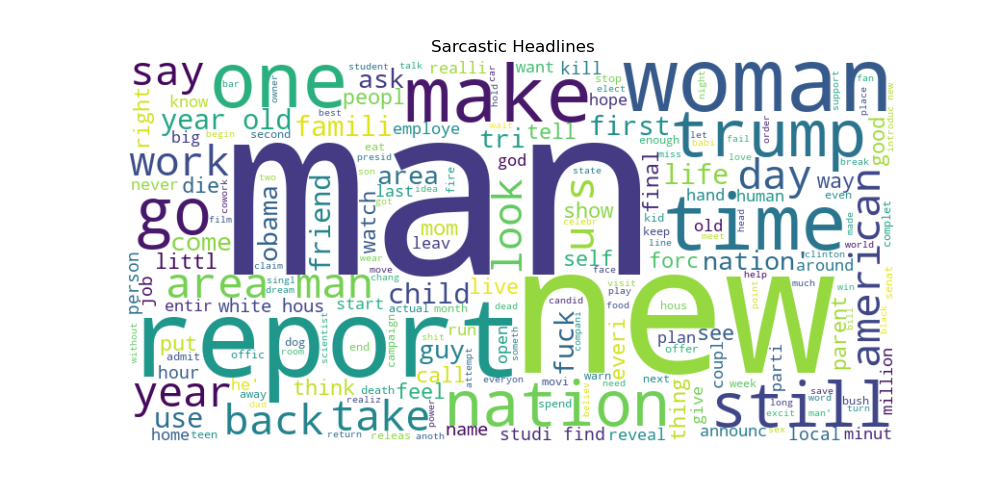 Sarcastic Headlines
say
one
make
woman
right
know
year old
big
begin
second
bar
owner
student
talk
best
ask
peopl
famili
employe
realli
want
kill
hold
car
stop
elect
hope
tri
tell
first
enough
night
let
fail
order
support
place
fan
good
introduc new
trump
work
never
die
cowork
go
film
come
littl
two
obama
claim
eat
presid
son
friend
watch
wear
area
last
idea
got
fire
mom
leav
god
look
state
us
show
celebr
self
face
final
kid
keep
line
forc
miss
babi
love
life
hand
human
old
meet
head
nation
day
way
break
even
made
world
around
clinton
complet
american
time
man
person
job
area man
singl
dream
move
chang
child
live
entir
white hous
start
actual
month
dead
visit
play
candid
food
hous
help
point
much
win
bill
black
senat
report
new
without
put
admit
hour
offic
dog
room
scientist
end
campaign
shit
run
guy
call
attempt
open
someth
compani
fuck
everi
plan
offer
see
coupl
parti
parent
year
he'
away
dad
think
death
realiz
feel
power
everyon
movi
warn
believ
need
next
thing
give
week
save
long
excit
word
man'
bush
turn
million
still
use
home
teen
back
return
take
releas
anoth
name
nation
spend
studi find
reveal
announc
sex
local
minut